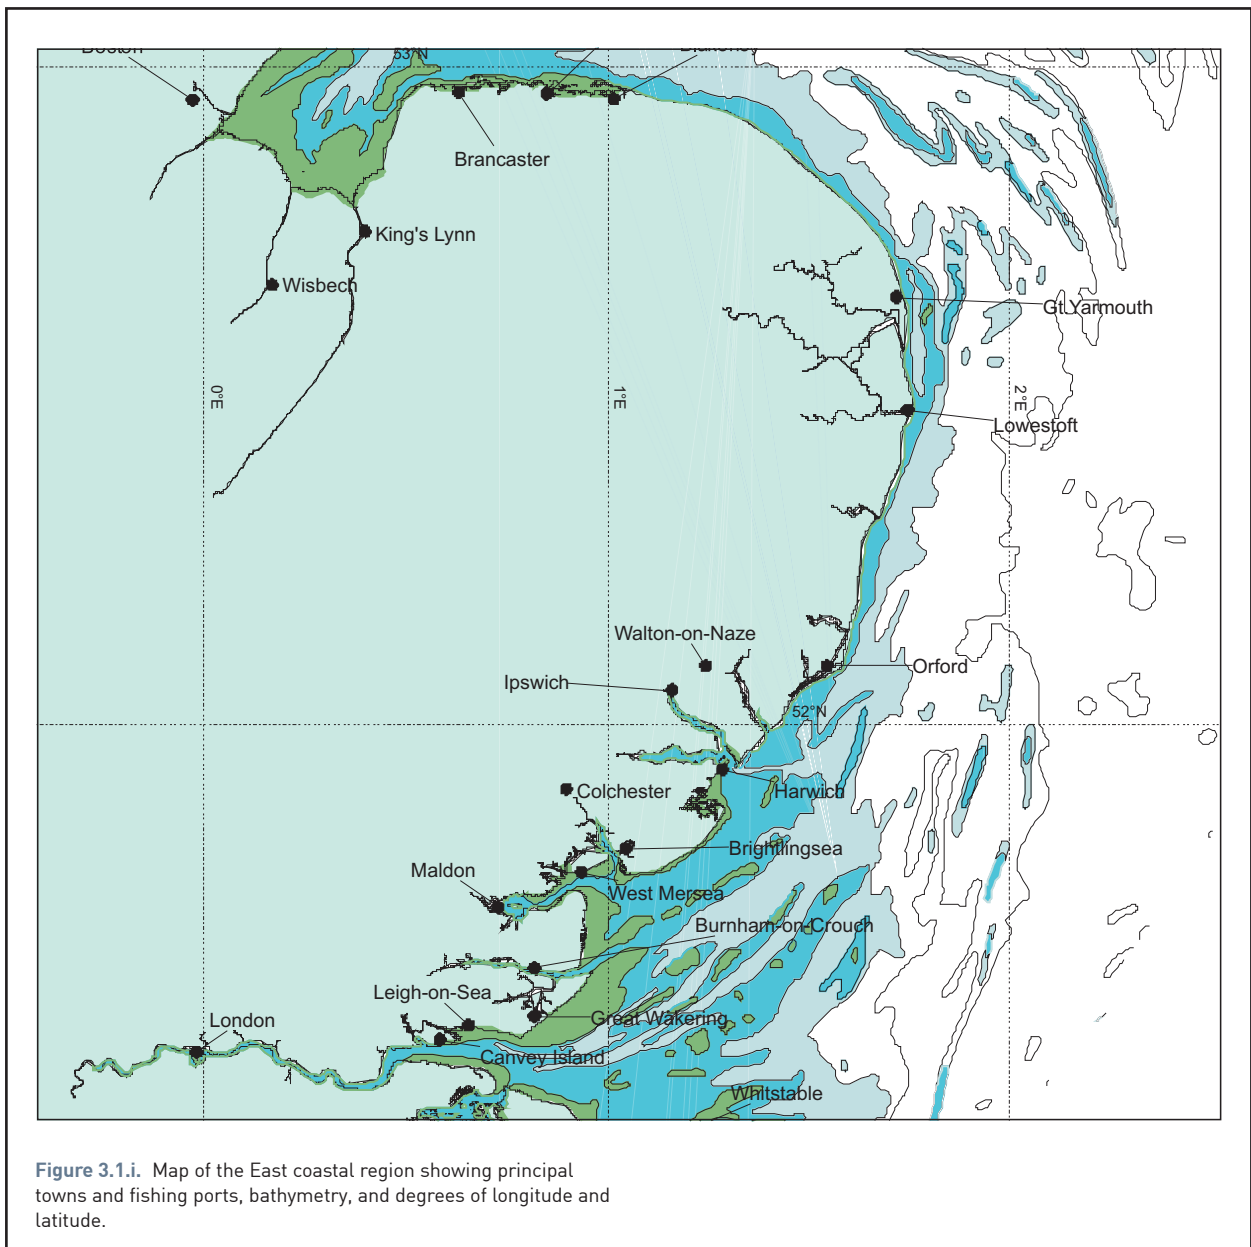 Boston
53°N
Blakeney
Brancaster
King's Lynn
Wisbech
Gt.Yarmouth
0°E
1°E
2°E
Lowestoft
Walton-on-Naze
Orford
Ipswich
52°N
Harwich
Colchester
Brightlingsea
Maldon
West Mersea
Burnham-on-Crouch
Leigh-on-Sea
Great Wakering
London
Canvey Island
Whitstable
Figure 3.1.i. Map of the East coastal region showing principal
towns and fishing ports, bathymetry, and degrees of longitude and
latitude.